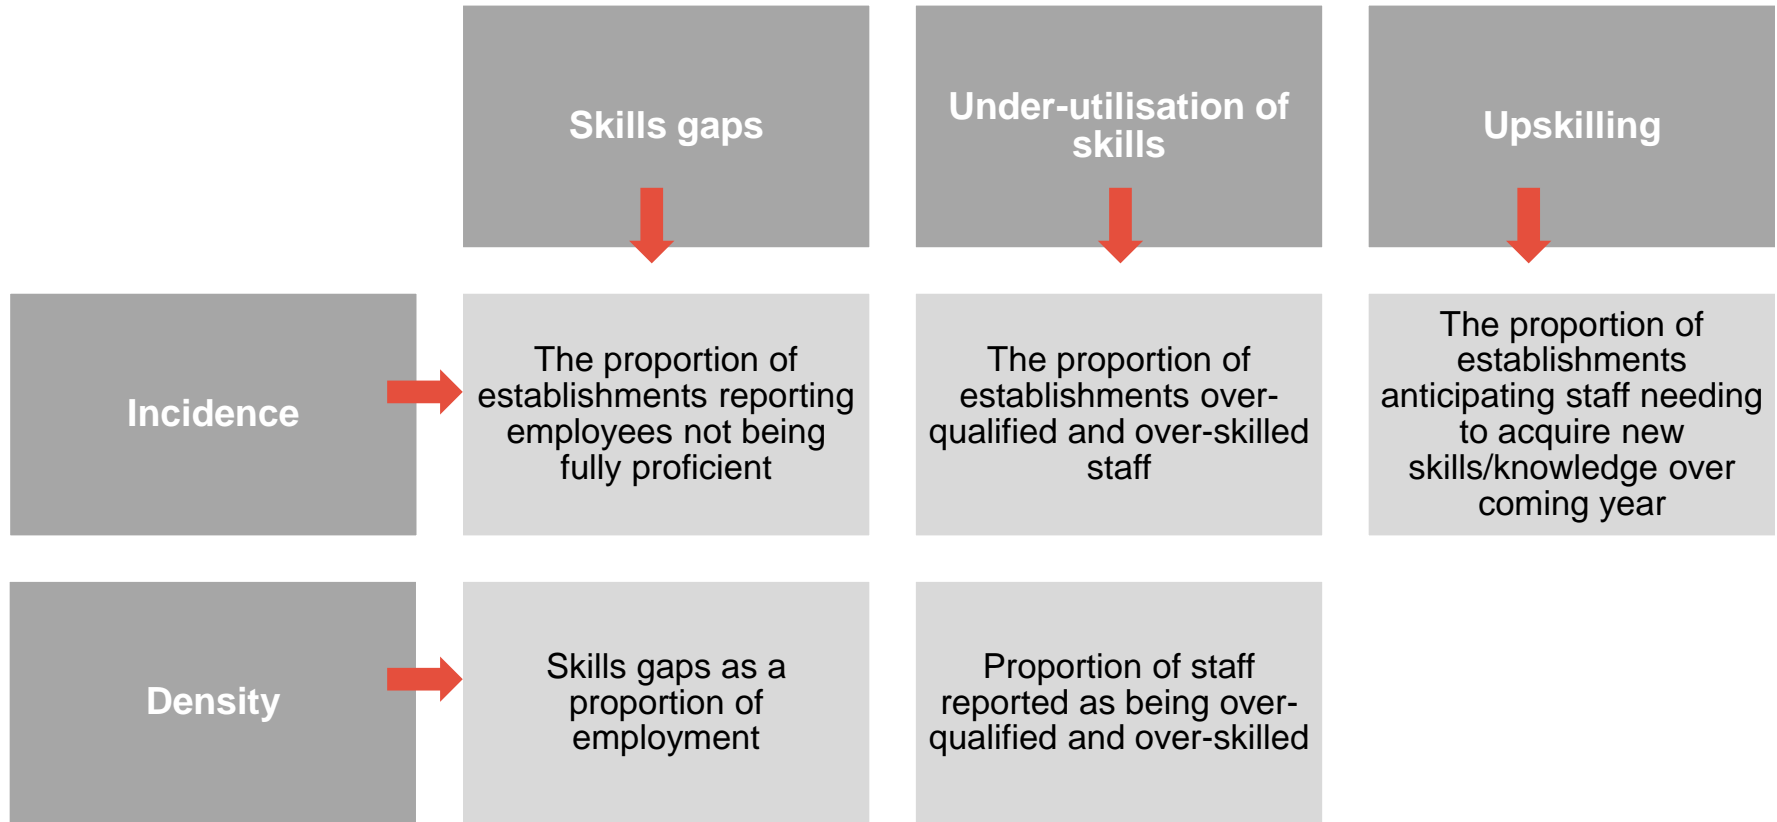 Skills gaps
Under-utilisation of
skills
Upskilling
Incidence
The proportion of
establishments reporting
employees not being
fully proficient
The proportion of
establishments over-
qualified and over-skilled
staff
The proportion of
establishments
anticipating staff needing
to acquire new
skills/knowledge over
coming year
Density
Skills gaps as a
proportion of
employment
Proportion of staff
reported as being over-
qualified and over-skilled